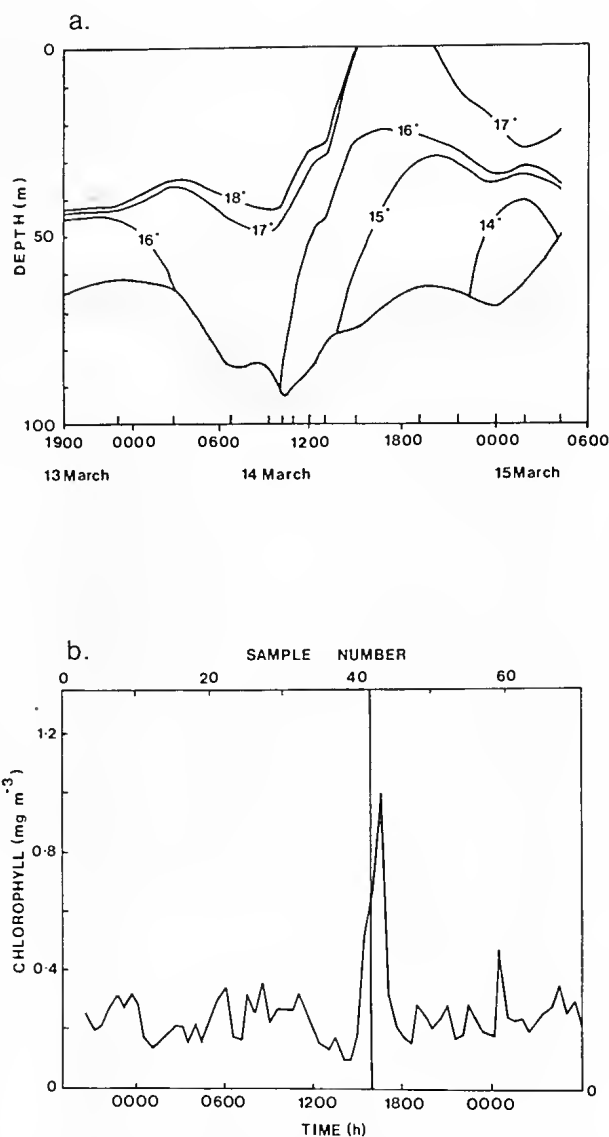 a.
0
50
100
DEPTH (m)
18°
17°
16°
16°
15°
14°
17°
1900 0000 0600 1200 1800 0000 0600
13 March 14 March 15 March
b.
SAMPLE NUMBER
0 20 40 60
1·2
0·8
0·4
0
CHLOROPHYLL (mg m⁻³)
0
0000 0600 1200 1800 0000
TIME (h)